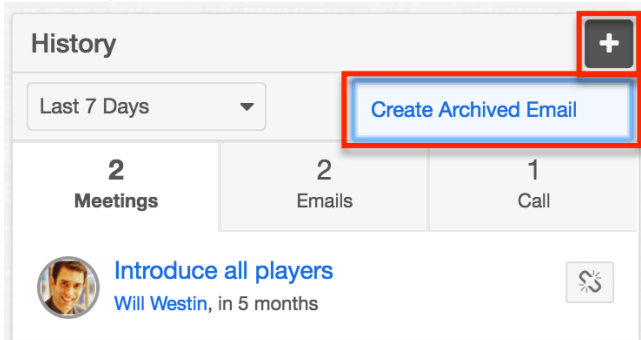 History
+
Last 7 Days
Create Archived Email
2
Meetings
2
Emails
1
Call
Introduce all players
Will Westin, in 5 months